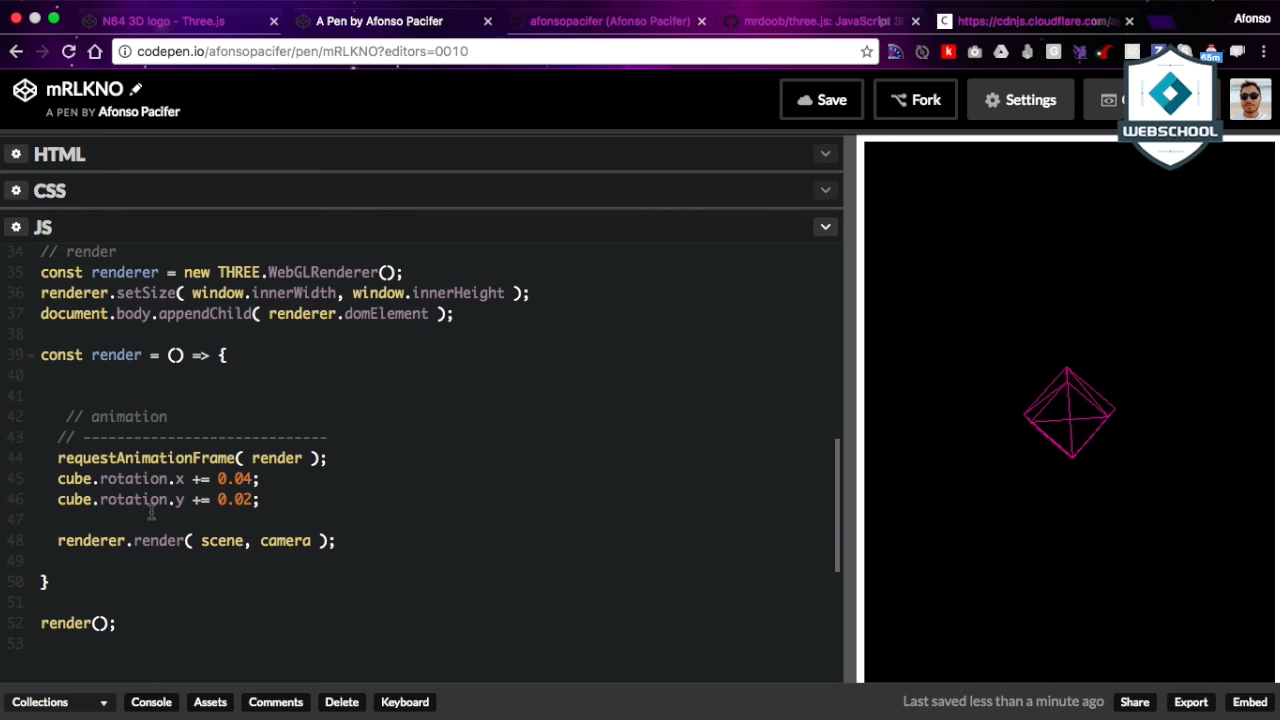 N64 3D logo - Three.js
A Pen by Afonso Pacifer
afonsopacifer (Afonso Pacifer)
mrdoob/three.js: JavaScript 3D
https://cdnjs.cloudflare.com/aj
Afonso
codepen.io/afonsopacifer/pen/mRLKNO?editors=0010
65m
mRLKNO
A PEN BY Afonso Pacifer
Save
Fork
Settings
WEBSCHOOL
HTML
CSS
JS
34 // render
35 const renderer = new THREE.WebGLRenderer();
36 renderer.setSize( window.innerWidth, window.innerHeight );
37 document.body.appendChild( renderer.domElement );
38
39 const render = () => {
40
41
42 // animation
43 // -----------------------------
44 requestAnimationFrame( render );
45 cube.rotation.x += 0.04;
46 cube.rotation.y += 0.02;
47
48 renderer.render( scene, camera );
49
50 }
51
52 render();
53
Collections
Console
Assets
Comments
Delete
Keyboard
Last saved less than a minute ago
Share
Export
Embed